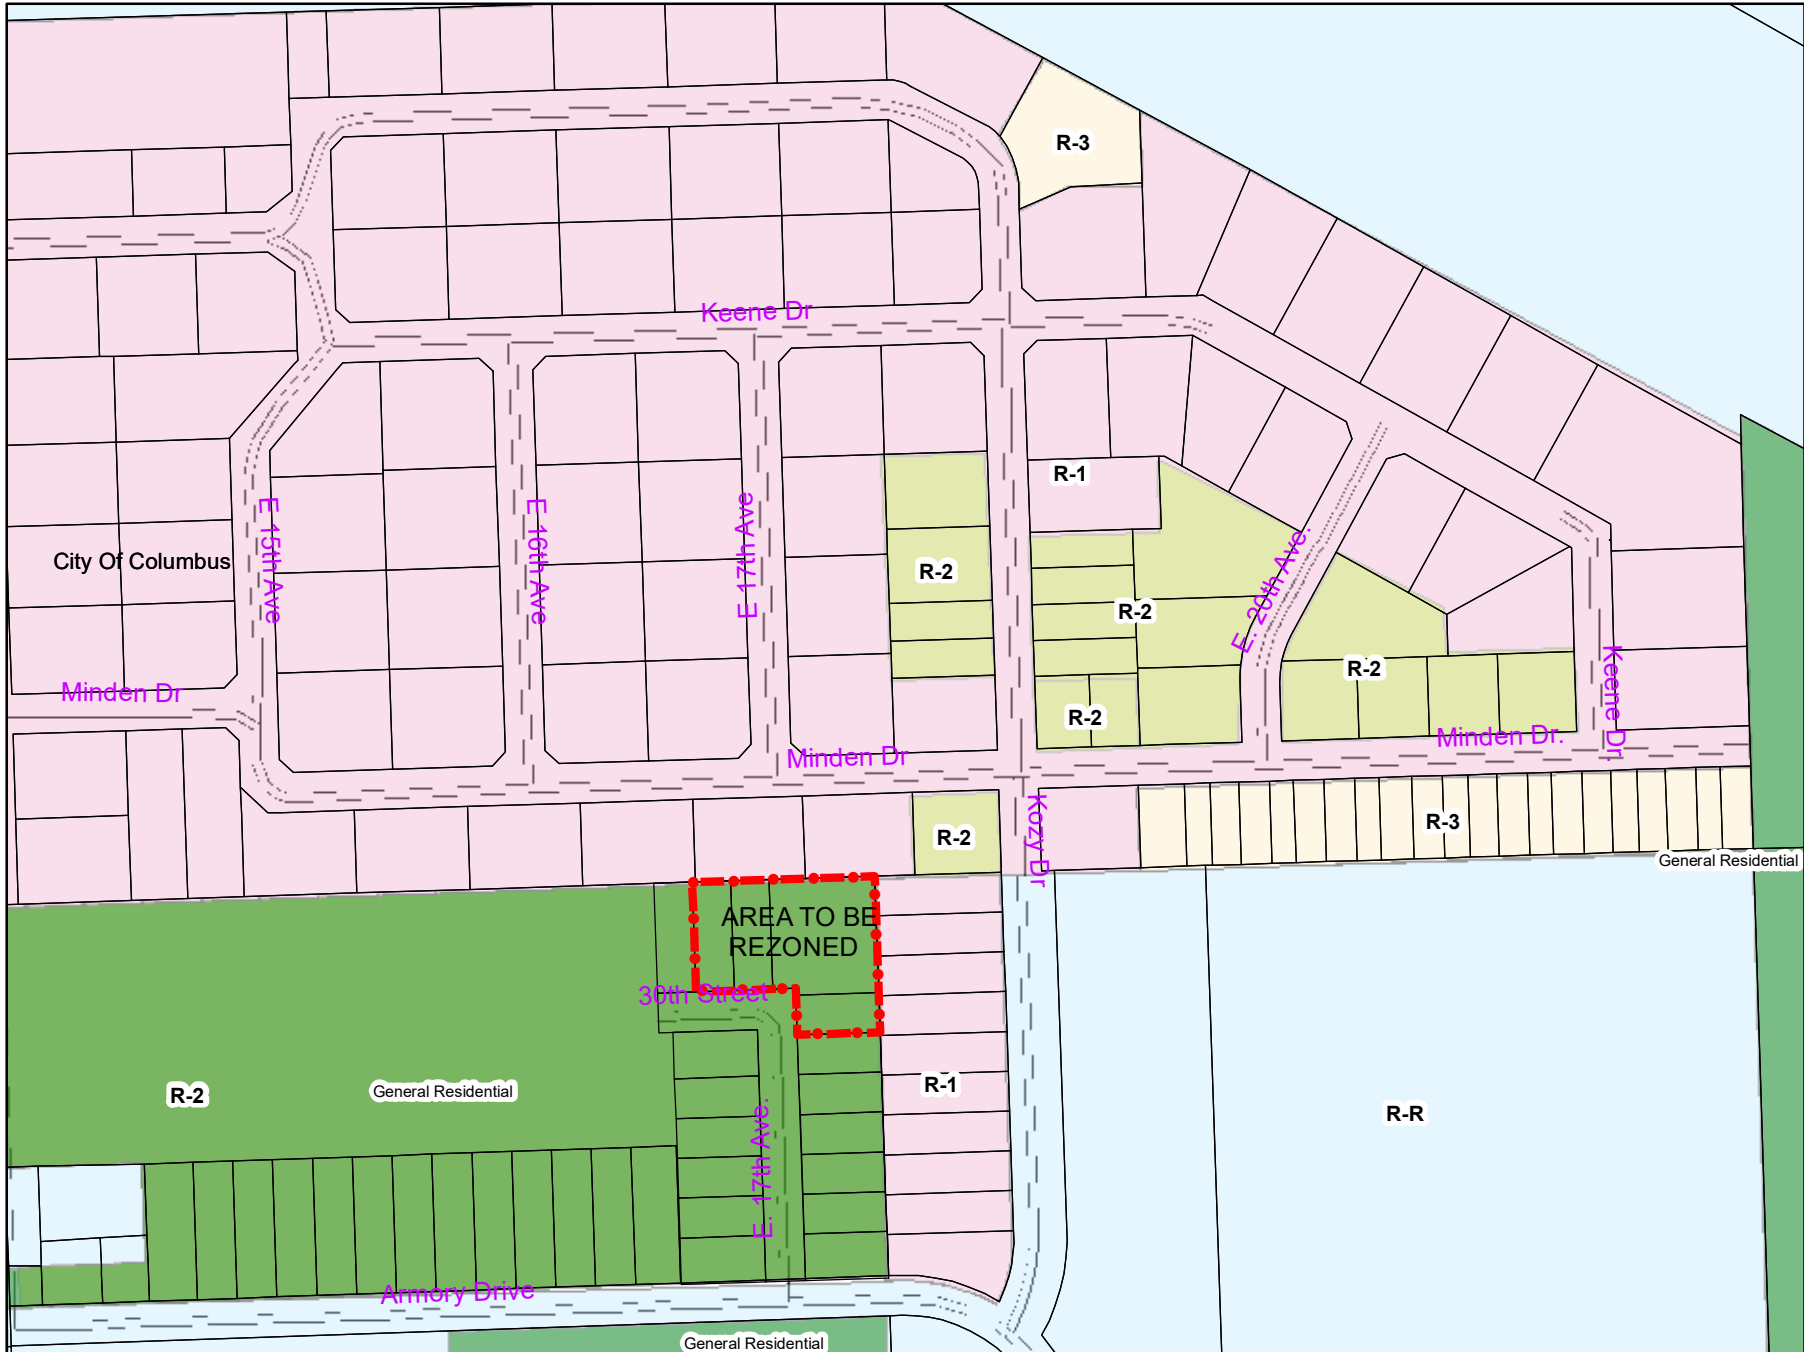 R-3
Keene Dr
R-1
E 15th Ave
E 16th Ave
E 17th Ave
City Of Columbus
R-2
R-2
E. 20th Ave.
R-2
Keene Dr.
Minden Dr
R-2
Minden Dr
Minden Dr.
R-2
Kozy Dr
R-3
General Residential
AREA TO BE
REZONED
30th Street
R-2
General Residential
R-1
R-R
E. 17th Ave.
Armory Drive
General Residential